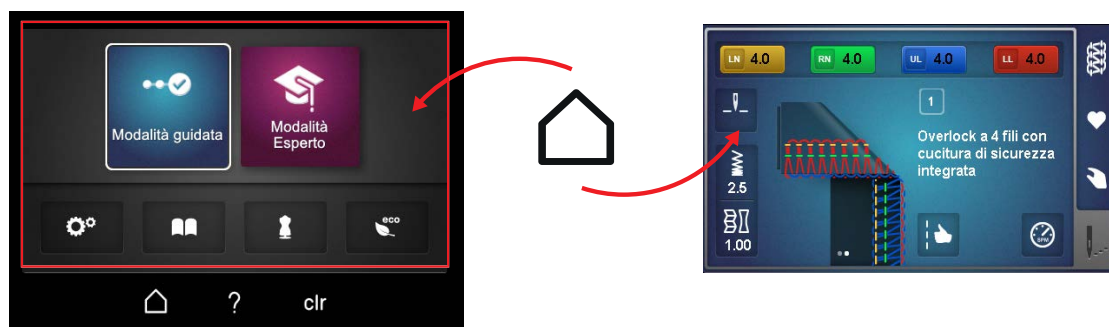 Modalità guidata
Modalità
Esperto
eco
?
clr
LN 4.0
RN 4.0
UL 4.0
LL 4.0
1
Overlock a 4 fili con
cucitura di sicurezza
integrata
2.5
1.00
SPM